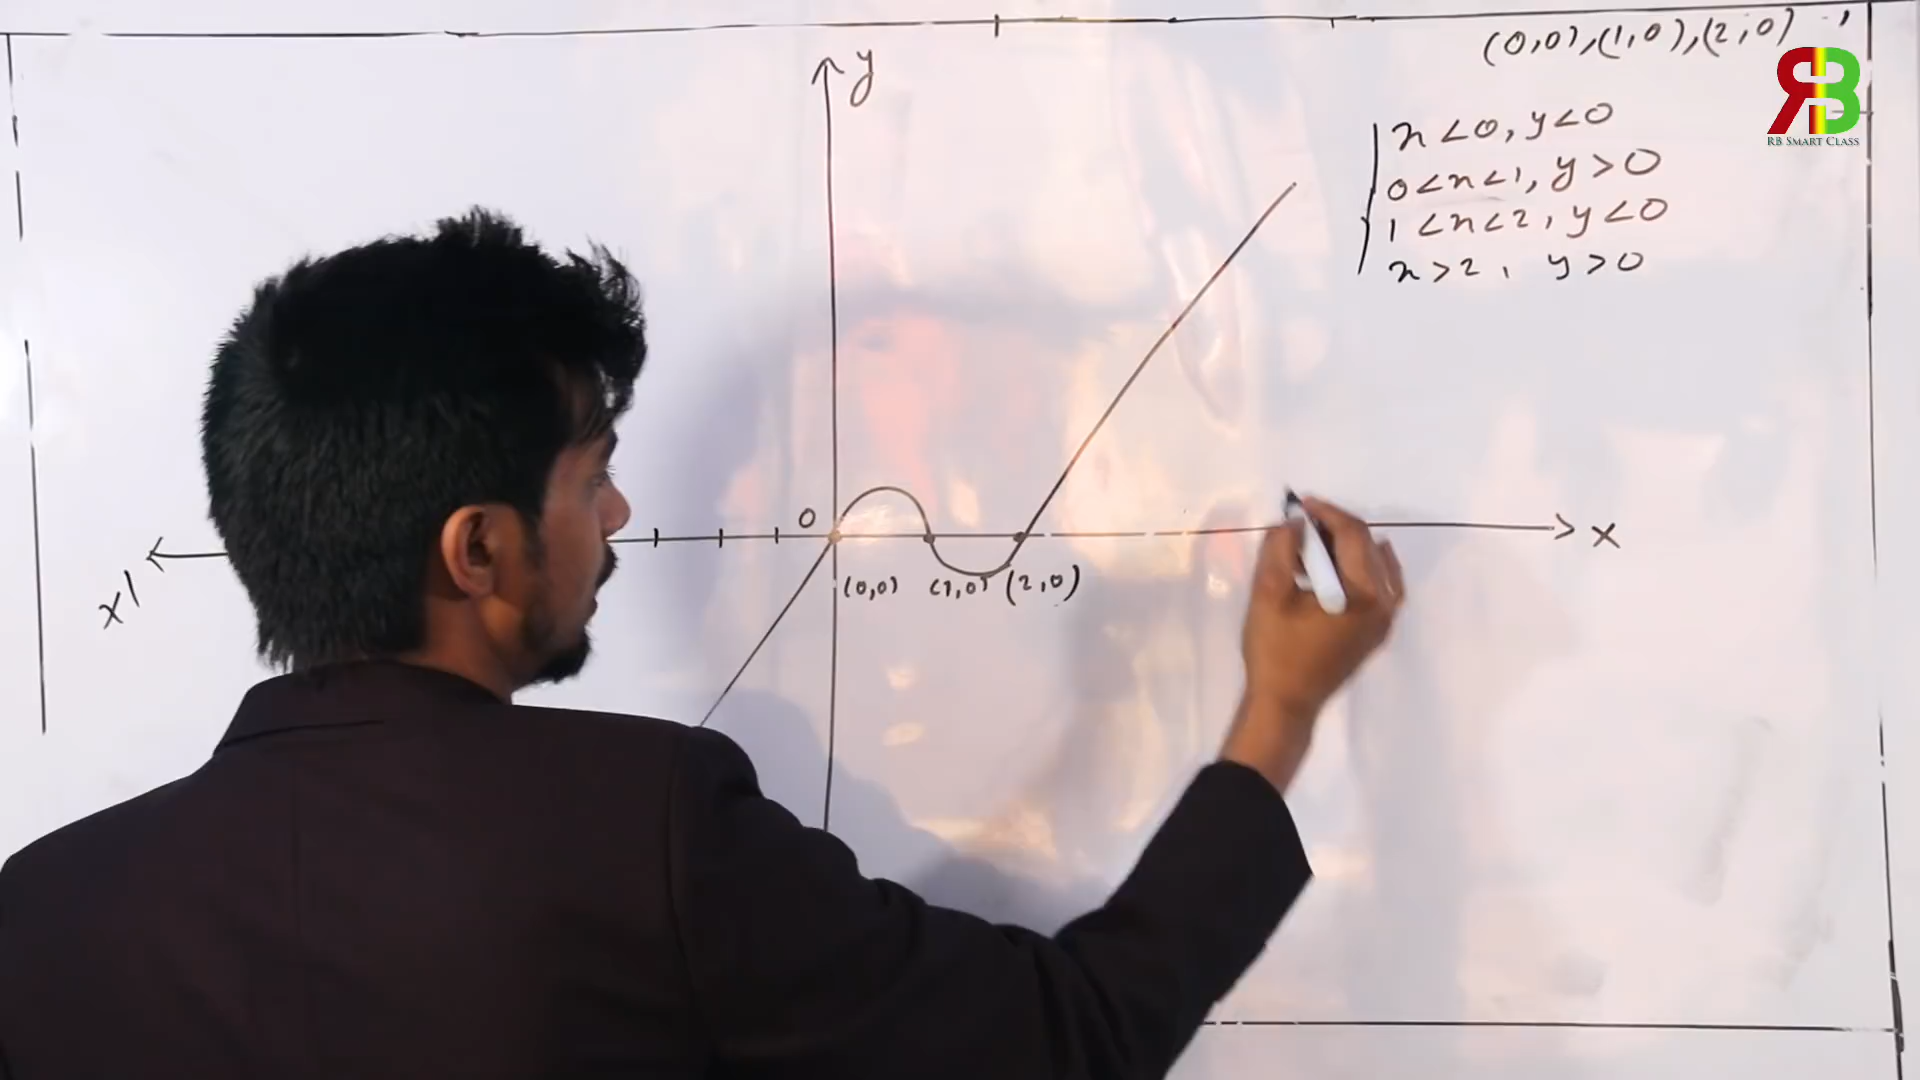 (0,0),(1,0),(2,0)
y
x<0, y<0
0<x<1, y>0
1<x<2, y<0
x>2, y>0
RB
RB SMART CLASS
0
X
X'
(0,0) (1,0) (2,0)